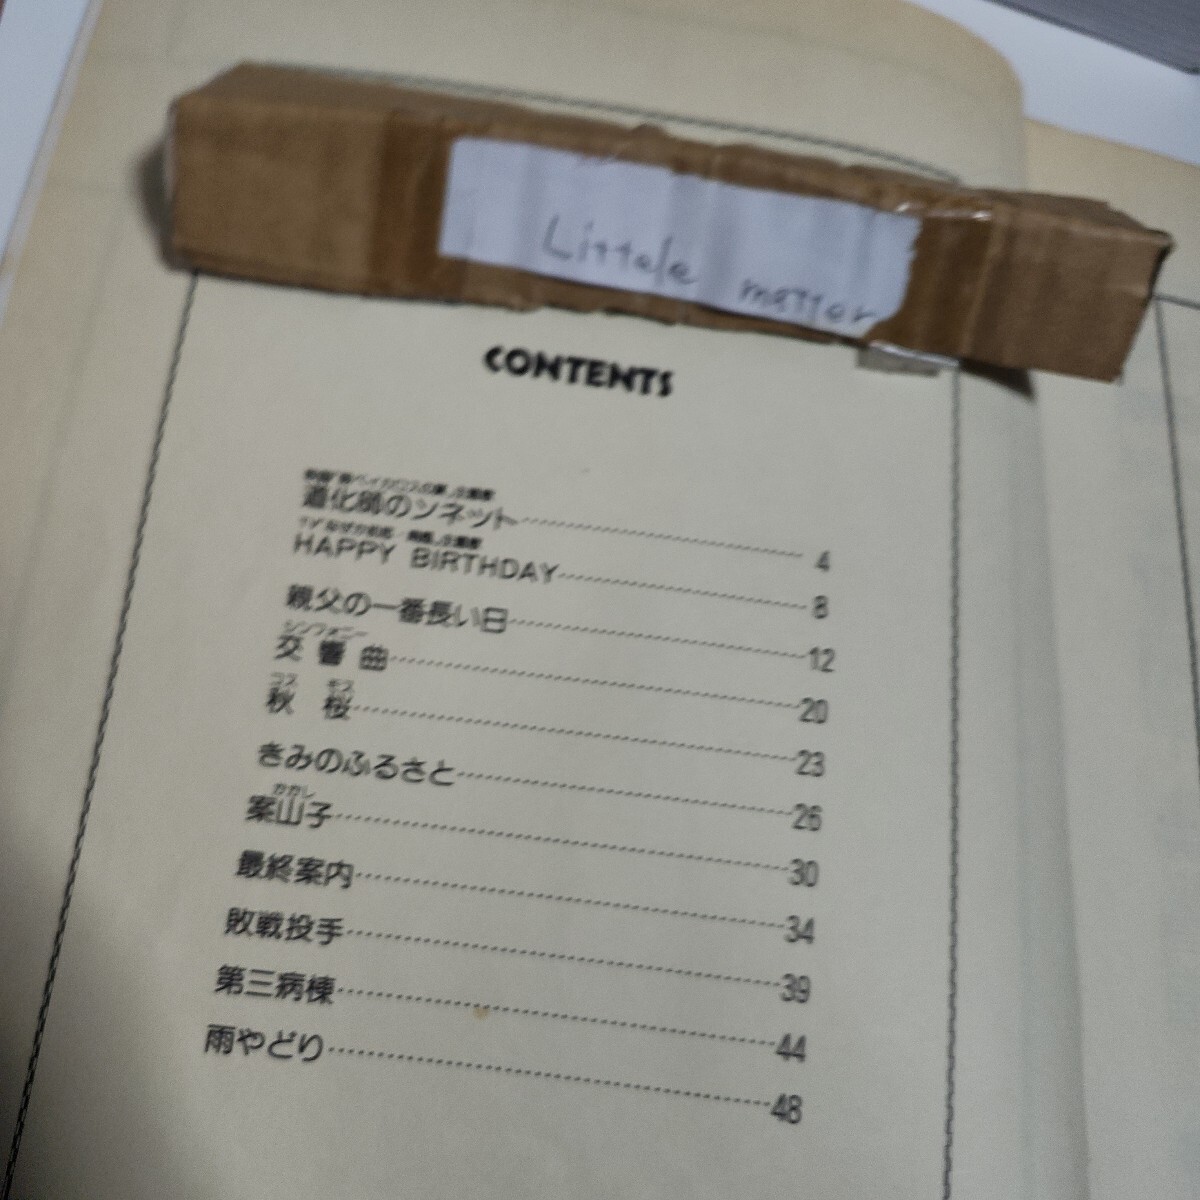 Littele metter
CONTENTS
道化師のソネット 4
HAPPY BIRTHDAY 8
親父の一番長い日 12
シンフォニー
交響曲 20
コスモス
秋桜 23
きみのふるさと 26
かかし
案山子 30
最終案内 34
敗戦投手 39
第三病棟 44
雨やどり 48